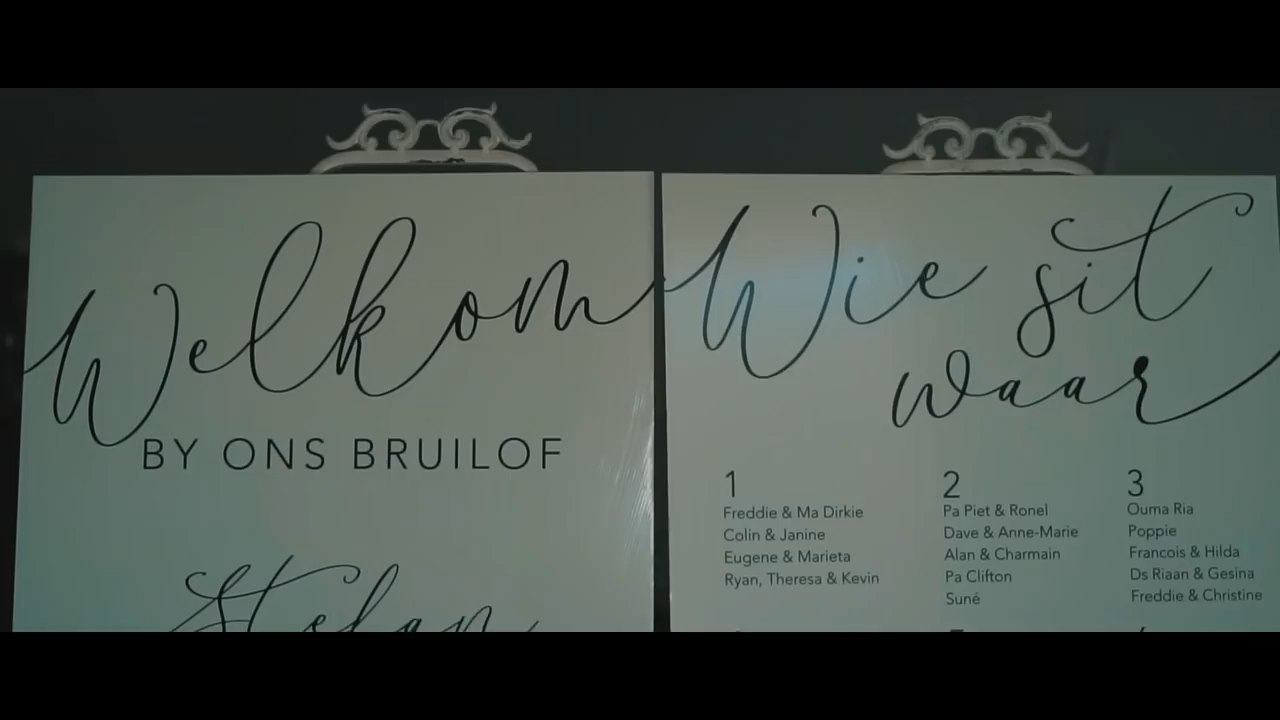 Welkom
BY ONS BRUILOF
Stefan
Wie sit
waar
1
Freddie & Ma Dirkie
Colin & Janine
Eugene & Marieta
Ryan, Theresa & Kevin
2
Pa Piet & Ronel
Dave & Anne-Marie
Alan & Charmain
Pa Clifton
Suné
3
Ouma Ria
Poppie
Francois & Hilda
Ds Riaan & Gesina
Freddie & Christine